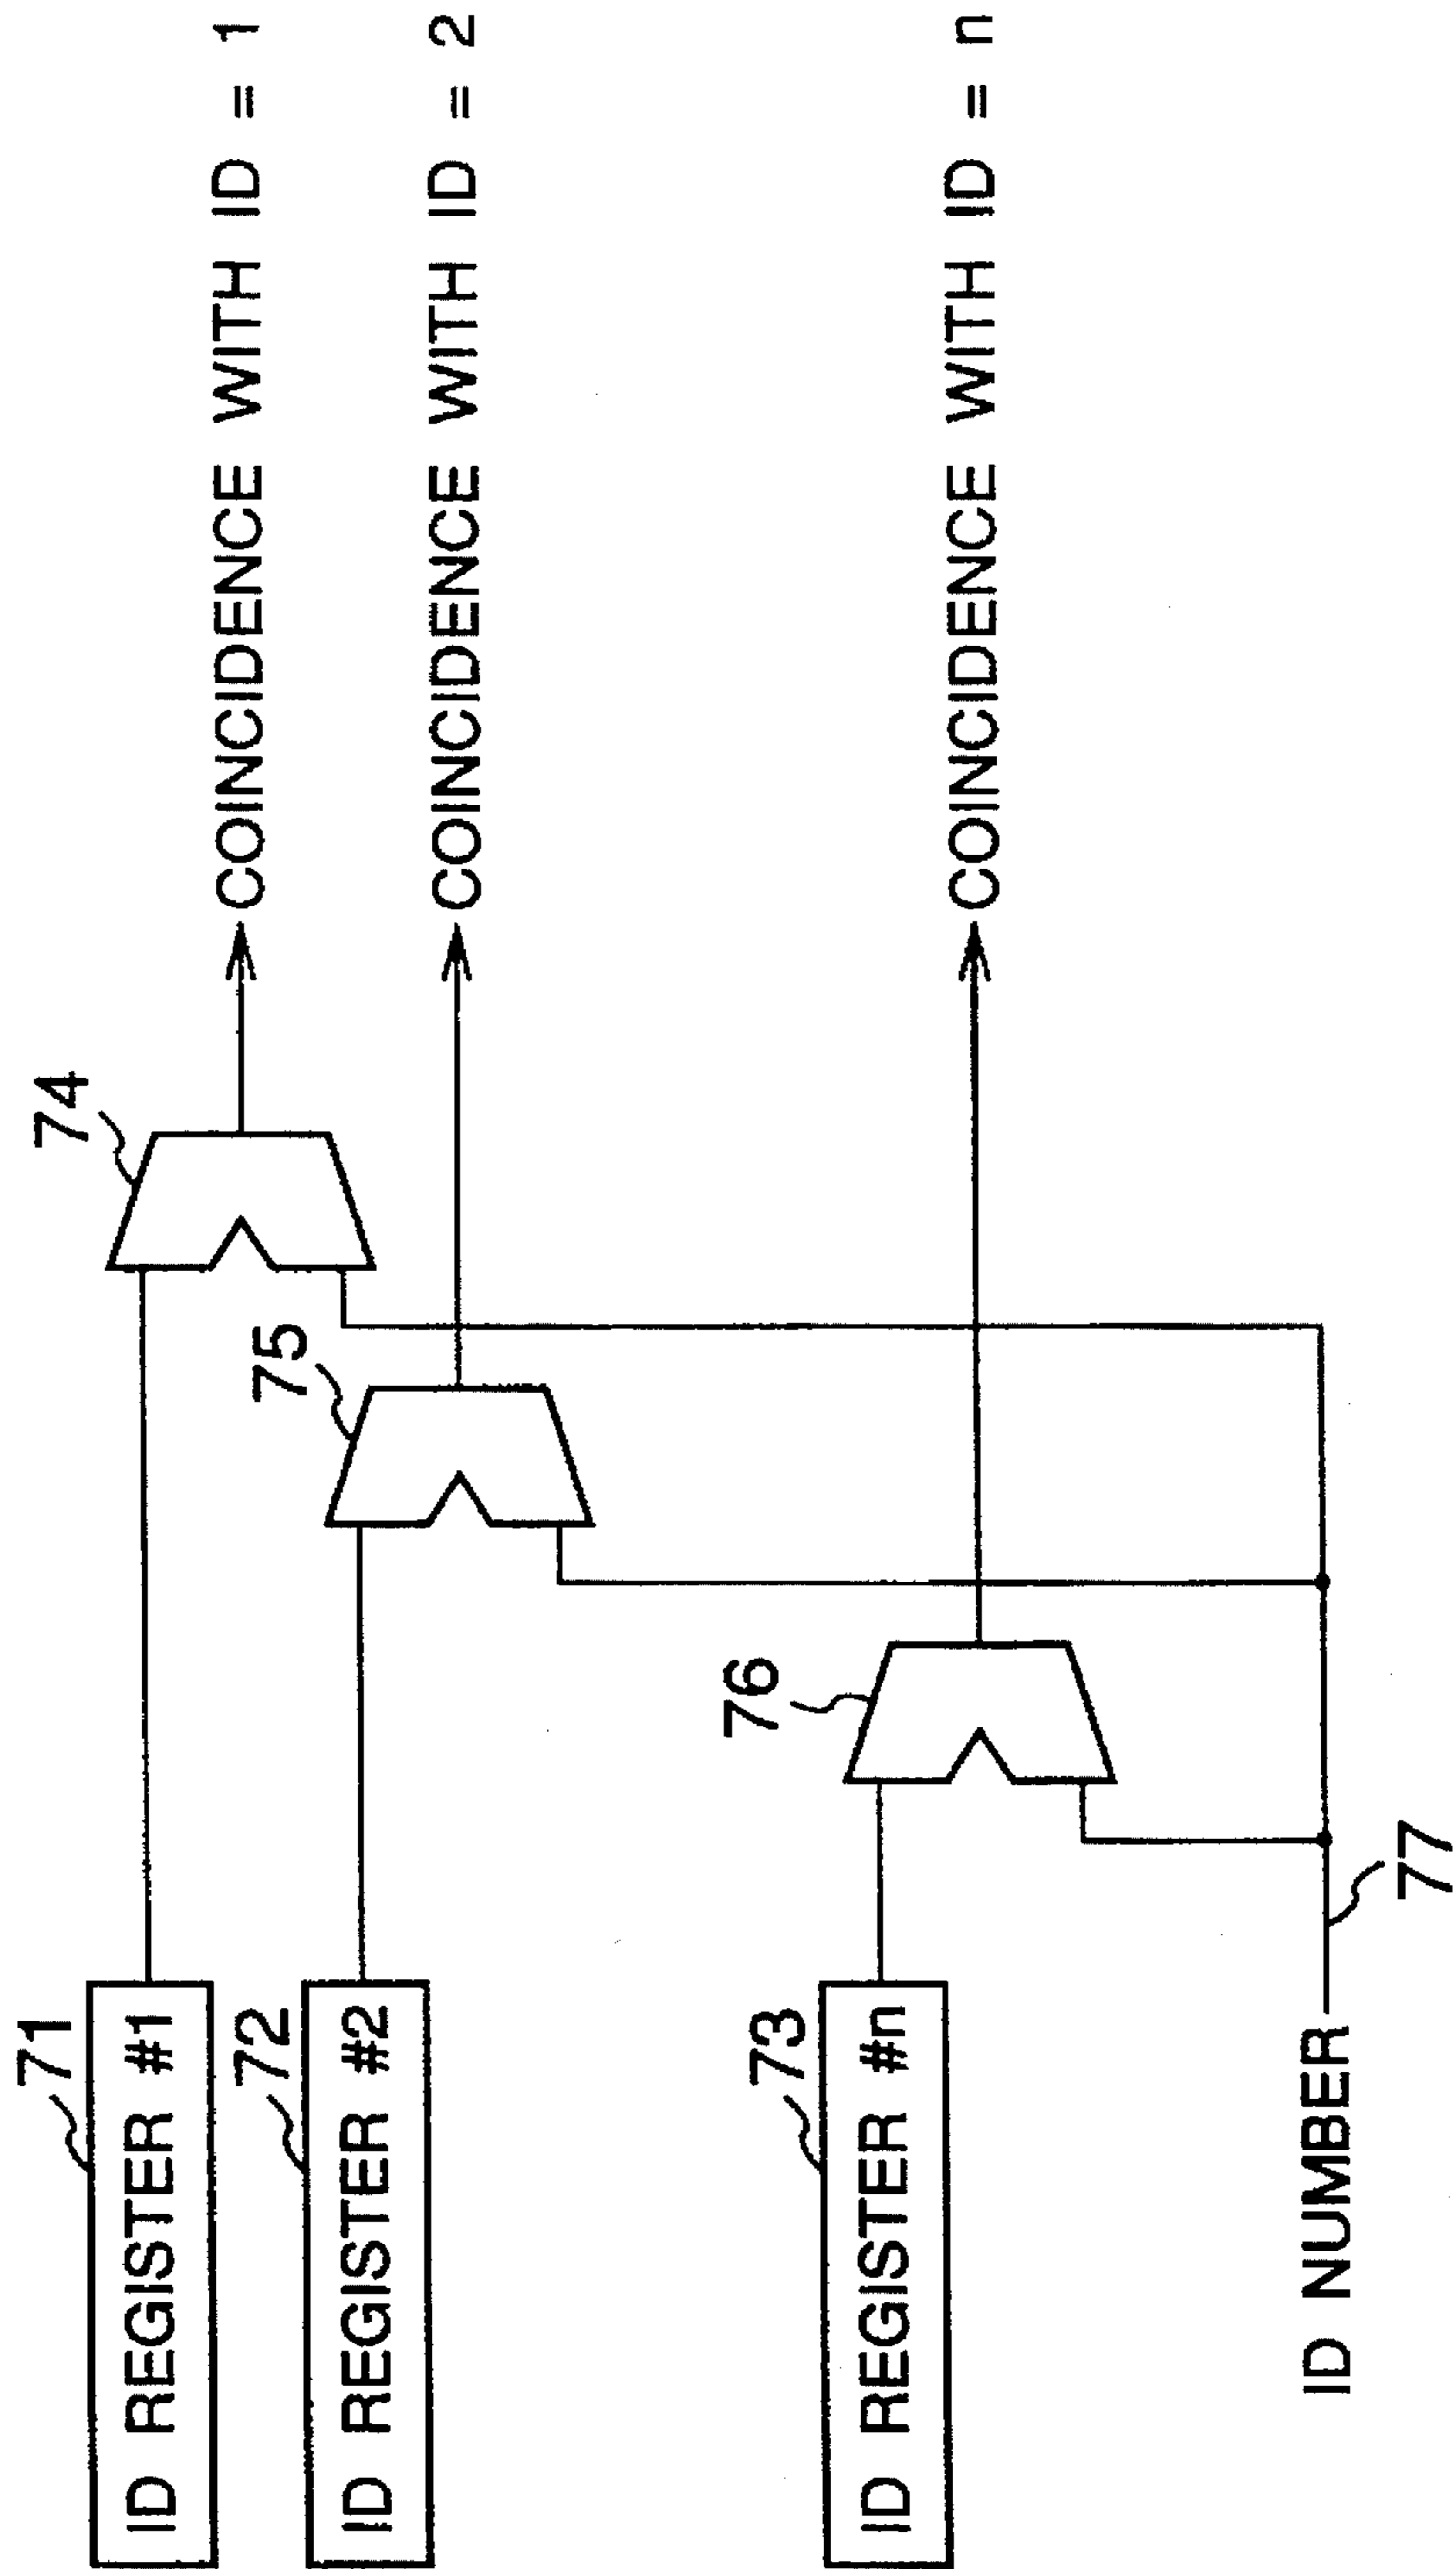 71
ID REGISTER #1
74
COINCIDENCE WITH ID = 1
72
ID REGISTER #2
75
COINCIDENCE WITH ID = 2
73
ID REGISTER #n
76
COINCIDENCE WITH ID = n
ID NUMBER
77